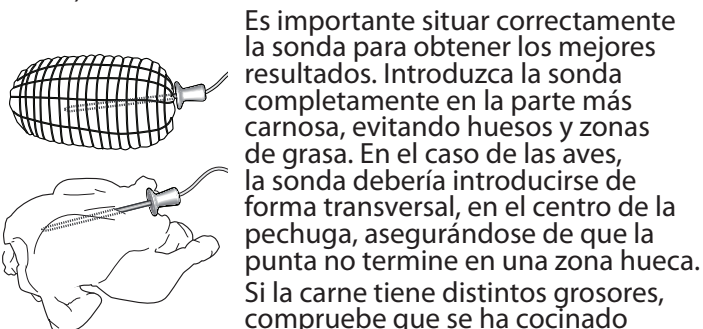 Es importante situar correctamente
la sonda para obtener los mejores
resultados. Introduzca la sonda
completamente en la parte más
carnosa, evitando huesos y zonas
de grasa. En el caso de las aves,
la sonda debería introducirse de
forma transversal, en el centro de la
pechuga, asegurándose de que la
punta no termine en una zona hueca.
Si la carne tiene distintos grosores,
compruebe que se ha cocinado